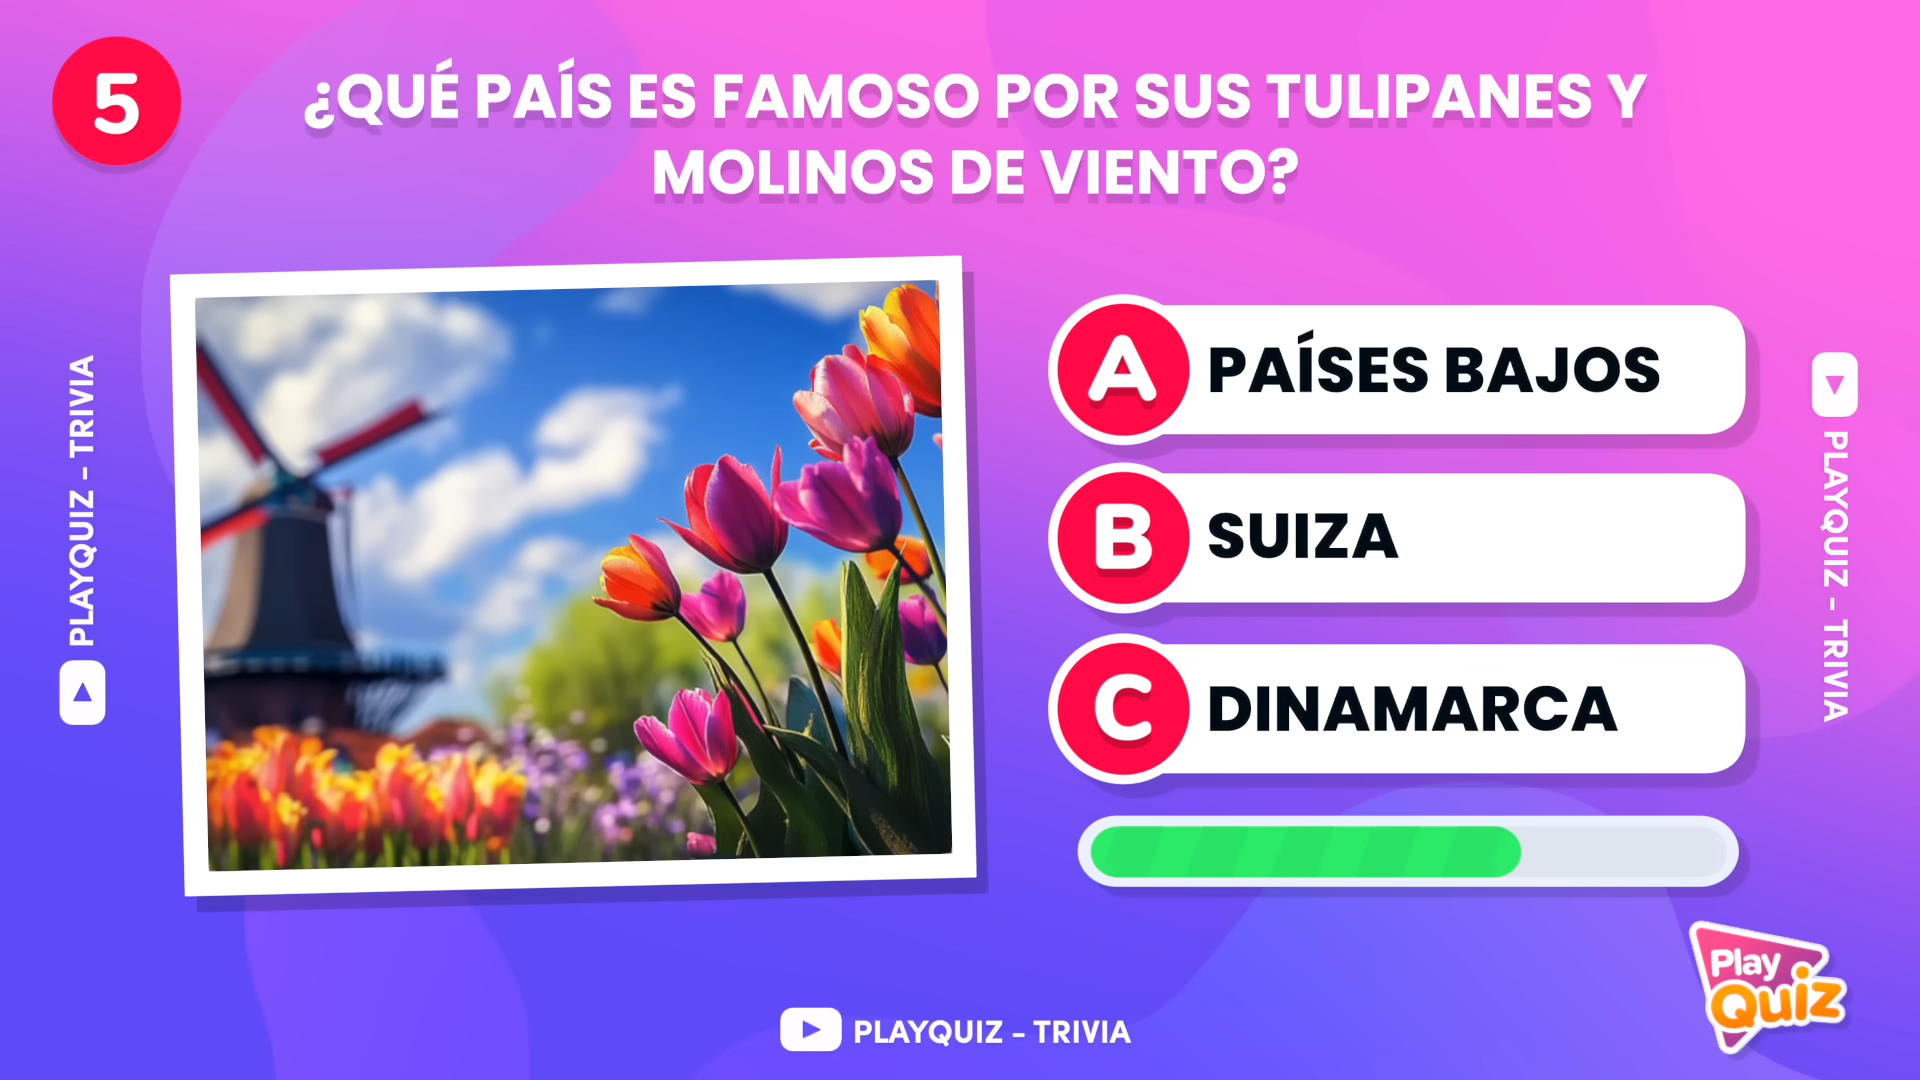 5
¿QUÉ PAÍS ES FAMOSO POR SUS TULIPANES Y
MOLINOS DE VIENTO?
A PAÍSES BAJOS
B SUIZA
C DINAMARCA
PLAYQUIZ - TRIVIA
PLAYQUIZ - TRIVIA
PLAYQUIZ - TRIVIA
Play
Quiz